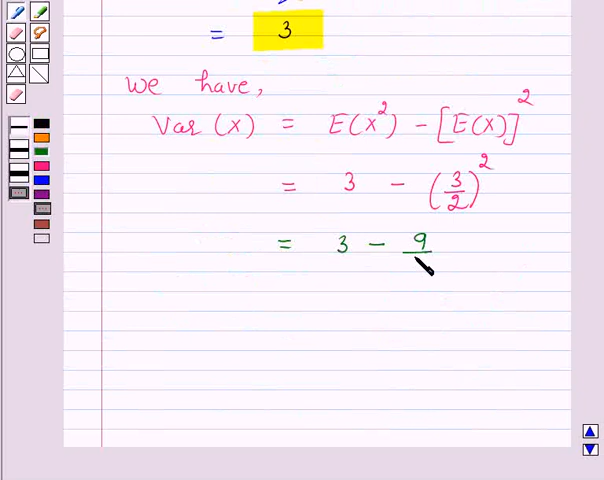 = 3
We have,
Var (X) = E(X²) - [E(X)]²
= 3 - (3/2)²
= 3 - 9/